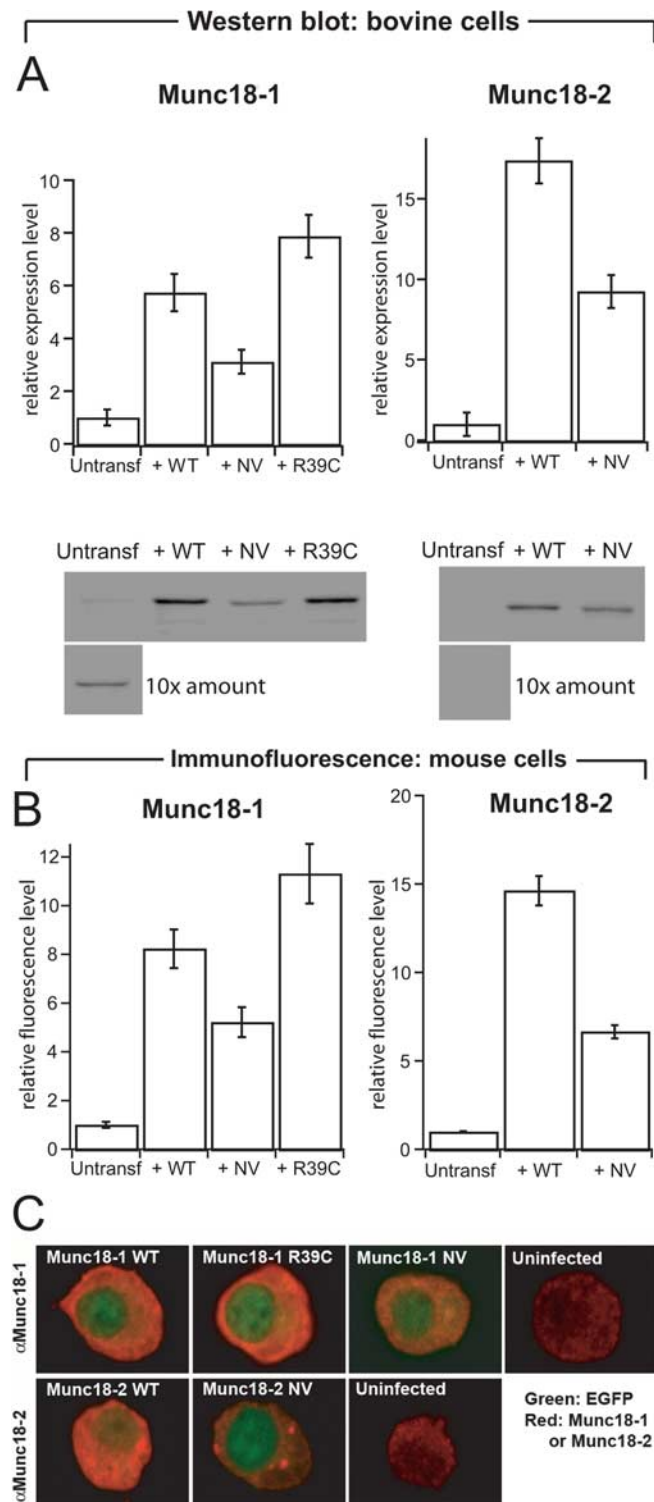 Western blot: bovine cells
A
Munc18-1
Munc18-2
relative expression level
10
8
6
4
2
0
Untransf + WT + NV + R39C
relative expression level
15
10
5
0
Untransf + WT + NV
Untransf + WT + NV + R39C
10x amount
Untransf + WT + NV
10x amount
Immunofluorescence: mouse cells
B
Munc18-1
Munc18-2
relative fluorescence level
12
10
8
6
4
2
0
Untransf + WT + NV + R39C
relative fluorescence level
20
15
10
5
0
Untransf + WT + NV
C
αMunc18-1
Munc18-1 WT
Munc18-1 R39C
Munc18-1 NV
Uninfected
αMunc18-2
Munc18-2 WT
Munc18-2 NV
Uninfected
Green: EGFP
Red: Munc18-1
or Munc18-2